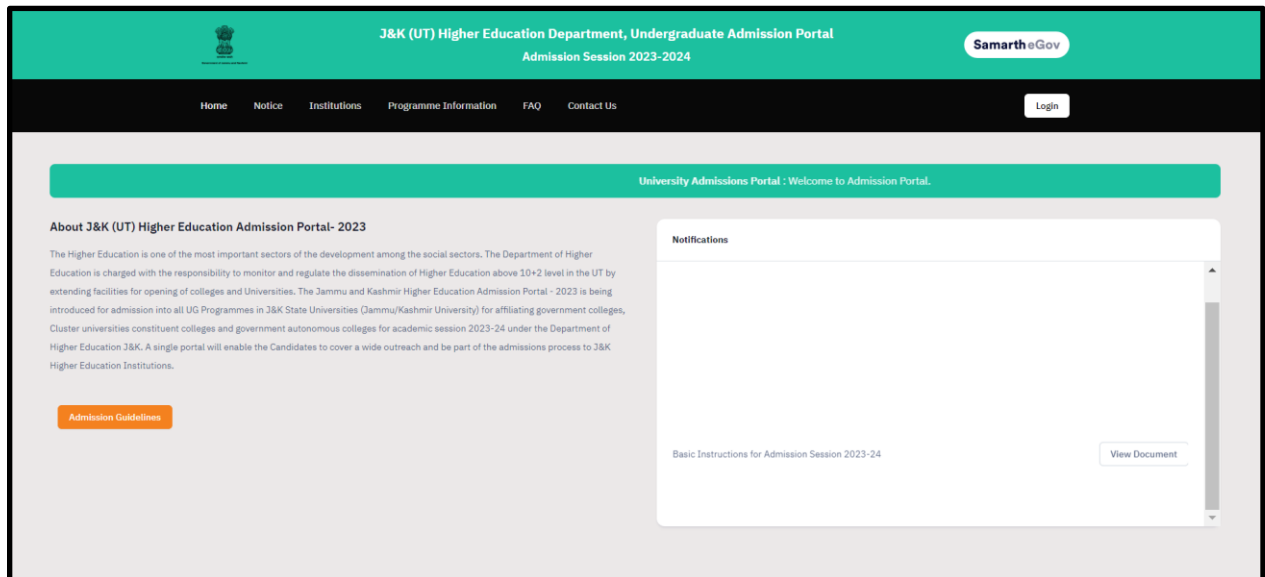 J&K (UT) Higher Education Department, Undergraduate Admission Portal
Admission Session 2023-2024
Samarth eGov
Home Notice Institutions Programme Information FAQ Contact Us Login
University Admissions Portal : Welcome to Admission Portal.
About J&K (UT) Higher Education Admission Portal- 2023
The Higher Education is one of the most important sectors of the development among the social sectors. The Department of Higher
Education is charged with the responsibility to monitor and regulate the dissemination of Higher Education above 10+2 level in the UT by
extending facilities for opening of colleges and Universities. The Jammu and Kashmir Higher Education Admission Portal - 2023 is being
introduced for admission into all UG Programmes in J&K State Universities (Jammu/Kashmir University) for affiliating government colleges,
Cluster universities constituent colleges and government autonomous colleges for academic session 2023-24 under the Department of
Higher Education J&K. A single portal will enable the Candidates to cover a wide outreach and be part of the admissions process to J&K
Higher Education Institutions.
Admission Guidelines
Notifications
Basic Instructions for Admission Session 2023-24 View Document